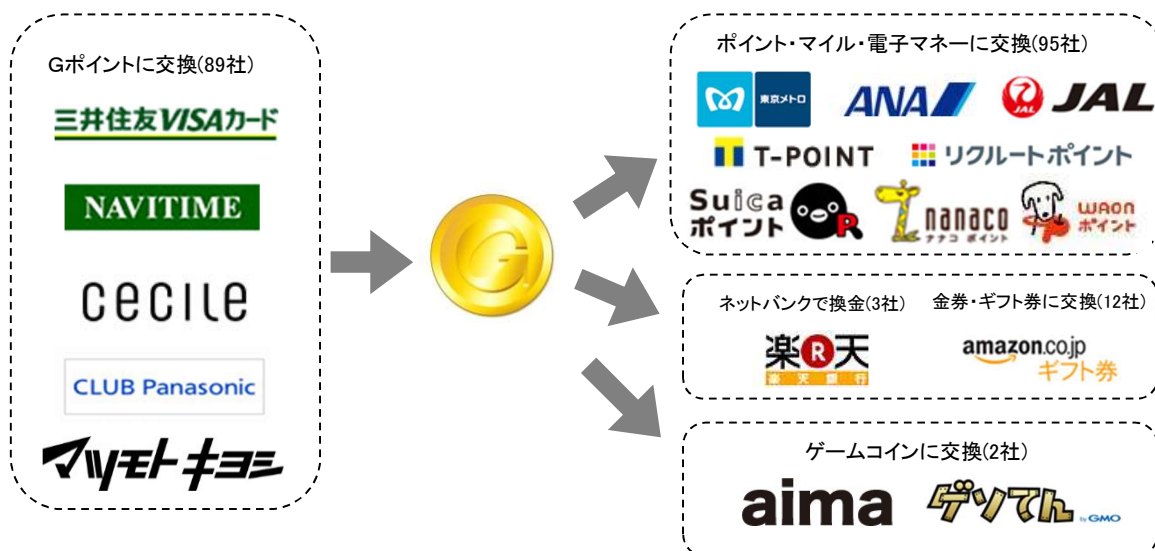 Gポイントに交換(89社)
三井住友VISAカード
NAVITIME
cecile
CLUB Panasonic
マツモトキヨシ
G
ポイント・マイル・電子マネーに交換(95社)
東京メトロ
ANA
JAL
JAL
T-POINT
リクルートポイント
Suica
ポイント
R
nanaco
ナナコ ポイント
WAON
ポイント
ネットバンクで換金(3社)
楽R天
楽天銀行
金券・ギフト券に交換(12社)
amazon.co.jp
ギフト券
ゲームコインに交換(2社)
aima
ゲソてん by GMO